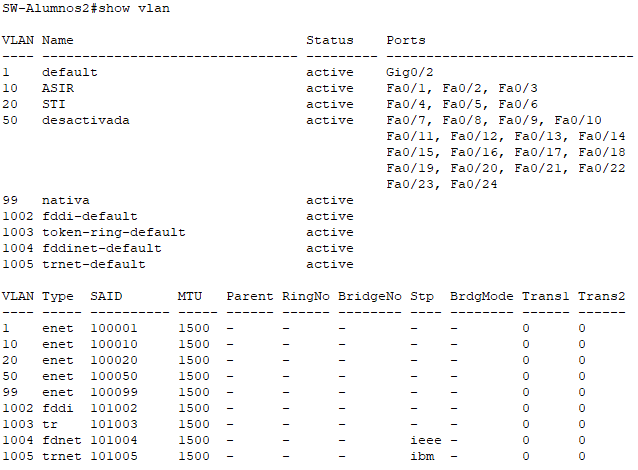 SW-Alumnos2#show vlan
VLAN Name                             Status    Ports
---- -------------------------------- --------- -------------------------------
1    default                          active    Gig0/2
10   ASIR                             active    Fa0/1, Fa0/2, Fa0/3
20   STI                              active    Fa0/4, Fa0/5, Fa0/6
50   desactivada                      active    Fa0/7, Fa0/8, Fa0/9, Fa0/10
                                                Fa0/11, Fa0/12, Fa0/13, Fa0/14
                                                Fa0/15, Fa0/16, Fa0/17, Fa0/18
                                                Fa0/19, Fa0/20, Fa0/21, Fa0/22
                                                Fa0/23, Fa0/24
99   nativa                           active
1002 fddi-default                     active
1003 token-ring-default               active
1004 fddinet-default                  active
1005 trnet-default                    active
VLAN Type  SAID       MTU   Parent RingNo BridgeNo Stp  BrdgMode Trans1 Trans2
---- ----- ---------- ----- ------ ------ -------- ---- -------- ------ ------
1    enet  100001     1500  -      -      -        -    -        0      0
10   enet  100010     1500  -      -      -        -    -        0      0
20   enet  100020     1500  -      -      -        -    -        0      0
50   enet  100050     1500  -      -      -        -    -        0      0
99   enet  100099     1500  -      -      -        -    -        0      0
1002 fddi  101002     1500  -      -      -        -    -        0      0
1003 tr    101003     1500  -      -      -        -    -        0      0
1004 fdnet 101004     1500  -      -      -        ieee -        0      0
1005 trnet 101005     1500  -      -      -        ibm  -        0      0